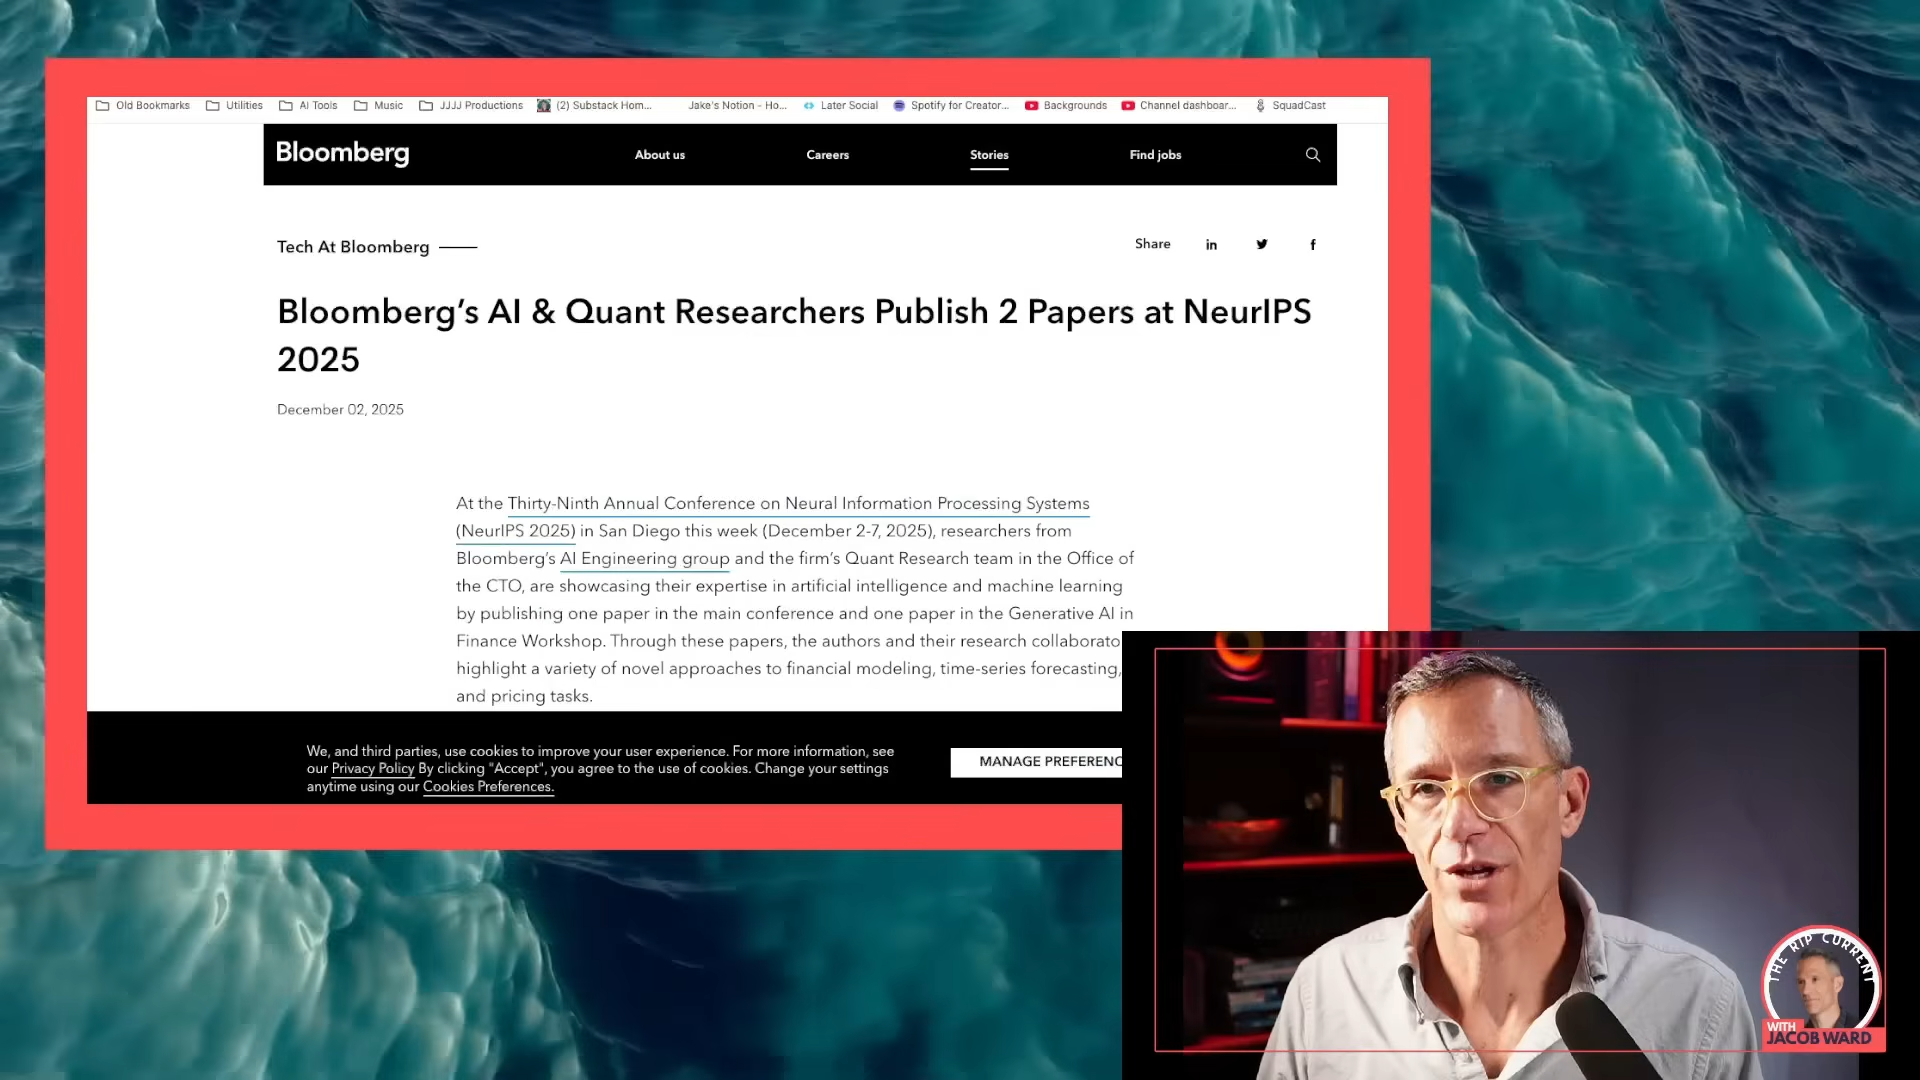 Old Bookmarks Utilities AI Tools Music JJJJ Productions (2) Substack Hom... Jake's Notion - Ho... Later Social Spotify for Creator... Backgrounds Channel dashboar... SquadCast
Bloomberg About us Careers Stories Find jobs
Tech At Bloomberg Share in f
Bloomberg’s AI & Quant Researchers Publish 2 Papers at NeurIPS
2025
December 02, 2025
At the Thirty-Ninth Annual Conference on Neural Information Processing Systems
(NeurIPS 2025) in San Diego this week (December 2-7, 2025), researchers from
Bloomberg’s AI Engineering group and the firm’s Quant Research team in the Office of
the CTO, are showcasing their expertise in artificial intelligence and machine learning
by publishing one paper in the main conference and one paper in the Generative AI in
Finance Workshop. Through these papers, the authors and their research collaborato
highlight a variety of novel approaches to financial modeling, time-series forecasting,
and pricing tasks.
We, and third parties, use cookies to improve your user experience. For more information, see
our Privacy Policy By clicking "Accept", you agree to the use of cookies. Change your settings
anytime using our Cookies Preferences.
MANAGE PREFERENC
THE RIP CURRENT
WITH
JACOB WARD